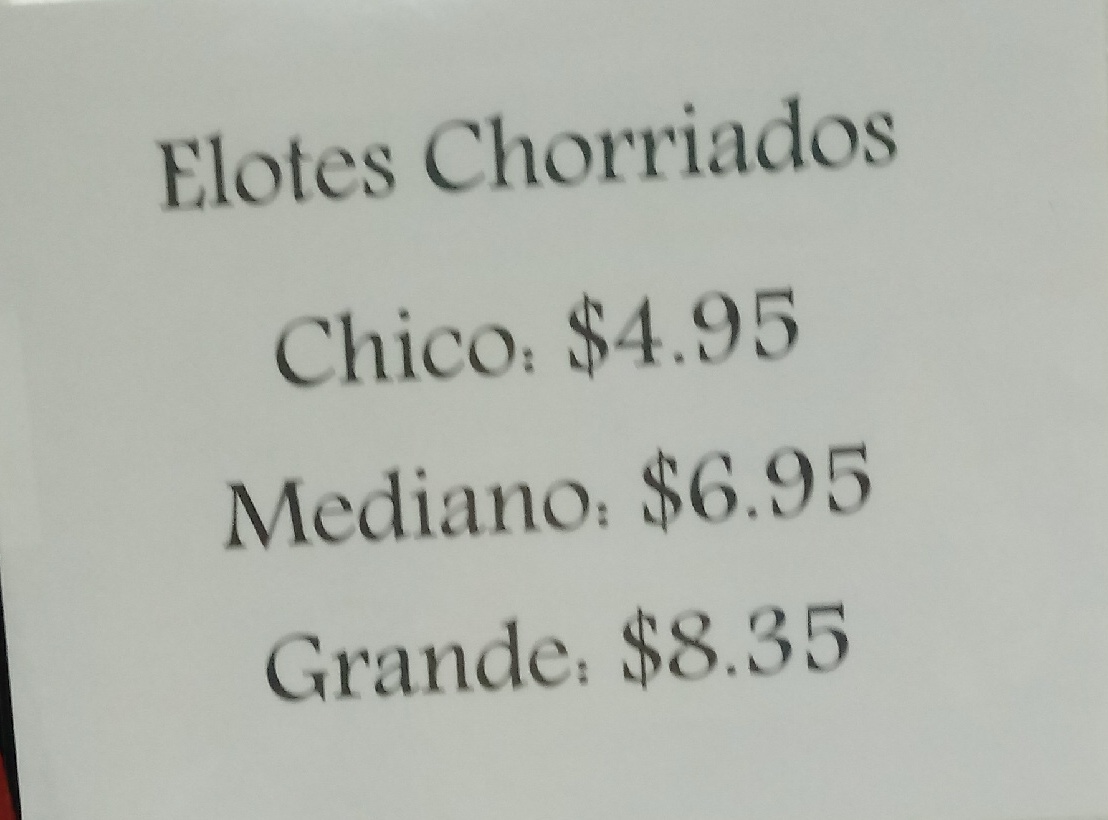 Elotes Chorriados
Chico: $4.95
Mediano: $6.95
Grande: $8.35